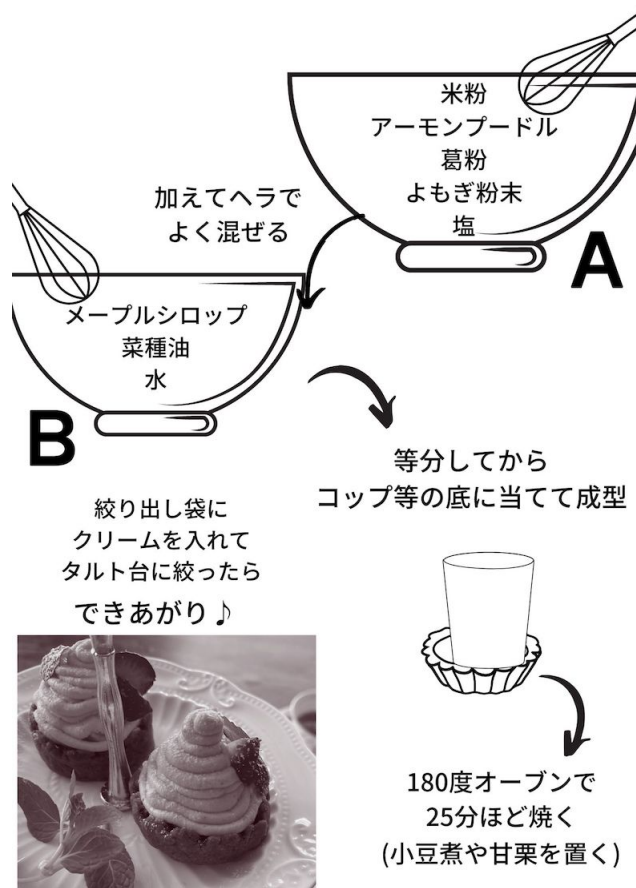 米粉
アーモンプードル
葛粉
よもぎ粉末
塩
A
加えてヘラで
よく混ぜる
メープルシロップ
菜種油
水
B
等分してから
コップ等の底に当てて成型
180度オーブンで
25分ほど焼く
(小豆煮や甘栗を置く)
絞り出し袋に
クリームを入れて
タルト台に絞ったら
できあがり♪